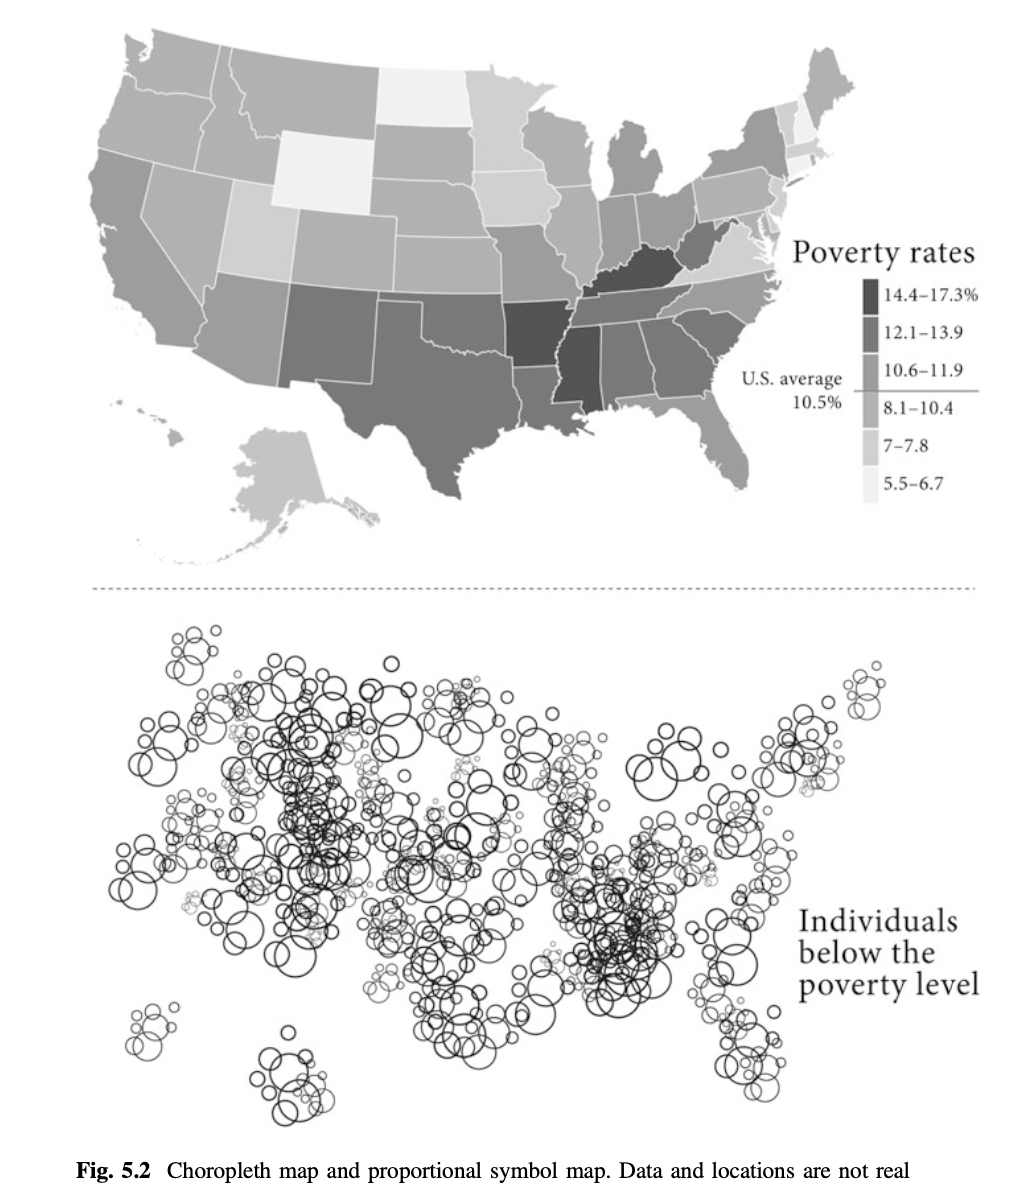 Poverty rates
14.4–17.3%
12.1–13.9
10.6–11.9
U.S. average
10.5%
8.1–10.4
7–7.8
5.5–6.7
Individuals
below the
poverty level
Fig. 5.2 Choropleth map and proportional symbol map. Data and locations are not real